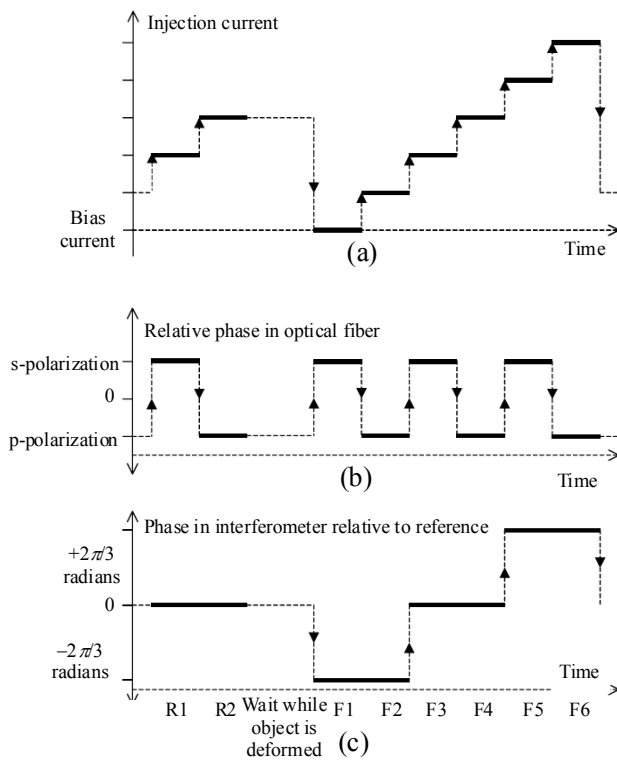 Injection current
Bias
current
Time
(a)
Relative phase in optical fiber
s-polarization
0
p-polarization
Time
(b)
Phase in interferometer relative to reference
+2π/3
radians
0
−2π/3
radians
Time
R1 R2 Wait while object is deformed F1 F2 F3 F4 F5 F6
(c)